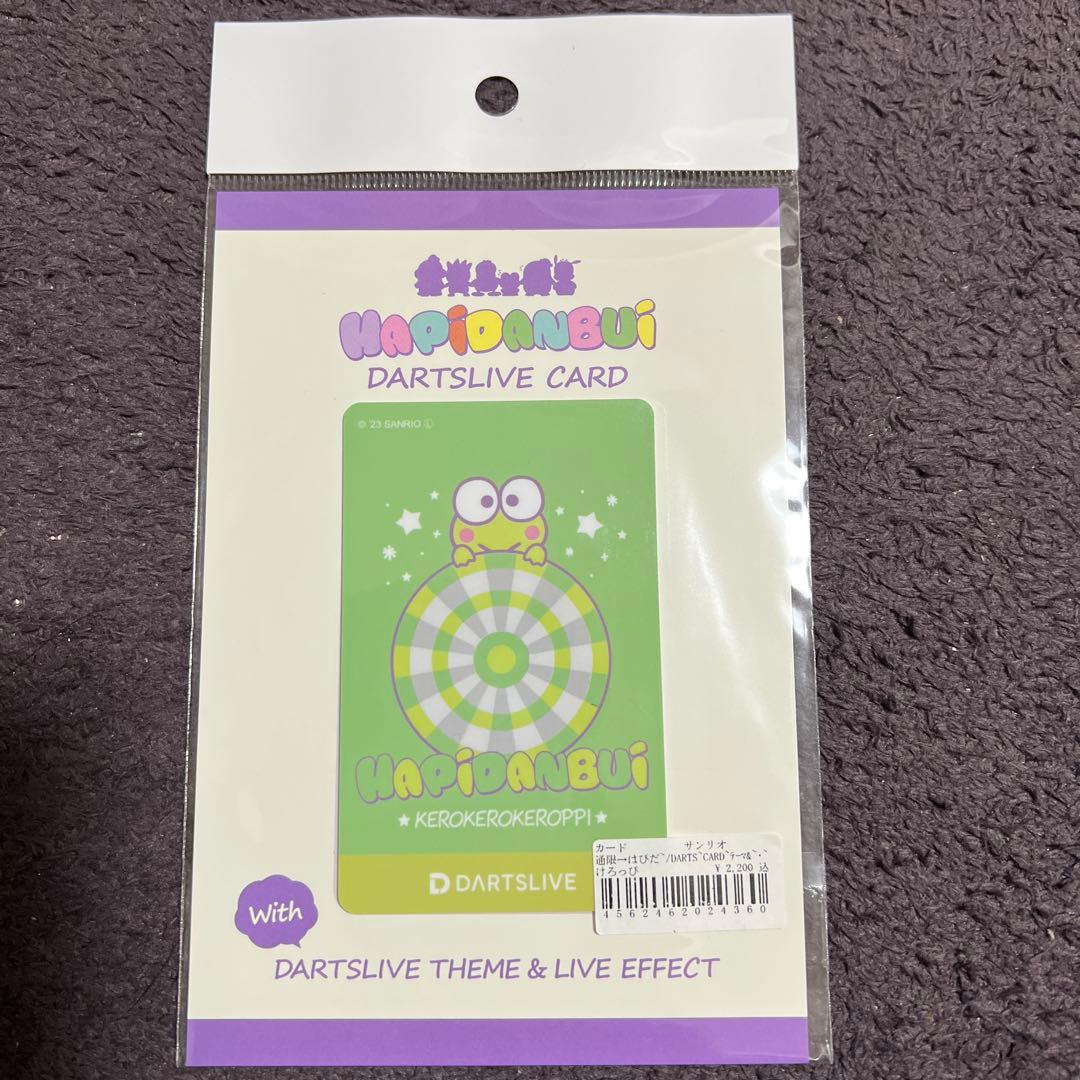 HAPiDANBUi
DARTSLIVE CARD
© '23 SANRIO Ⓛ
HAPiDANBUi
★ KEROKEROKEROPPI ★
DARTSLIVE
カード サンリオ
通限→はぴだ~/DARTS~CARD~ﾃｰﾏ&~・~
けろっぴ ¥ 2,200 込
4562462024360
With
DARTSLIVE THEME & LIVE EFFECT